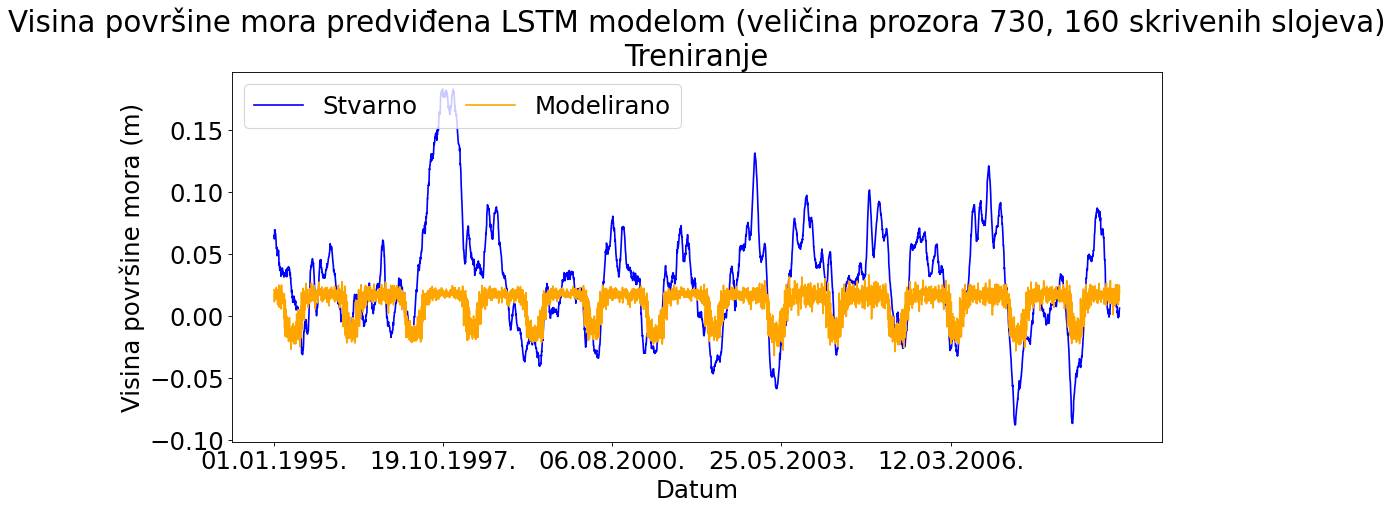 Visina površine mora predviđena LSTM modelom (veličina prozora 730, 160 skrivenih slojeva)
Treniranje
Stvarno Modelirano
Visina površine mora (m)
0.15
0.10
0.05
0.00
−0.05
−0.10
01.01.1995. 19.10.1997. 06.08.2000. 25.05.2003. 12.03.2006.
Datum